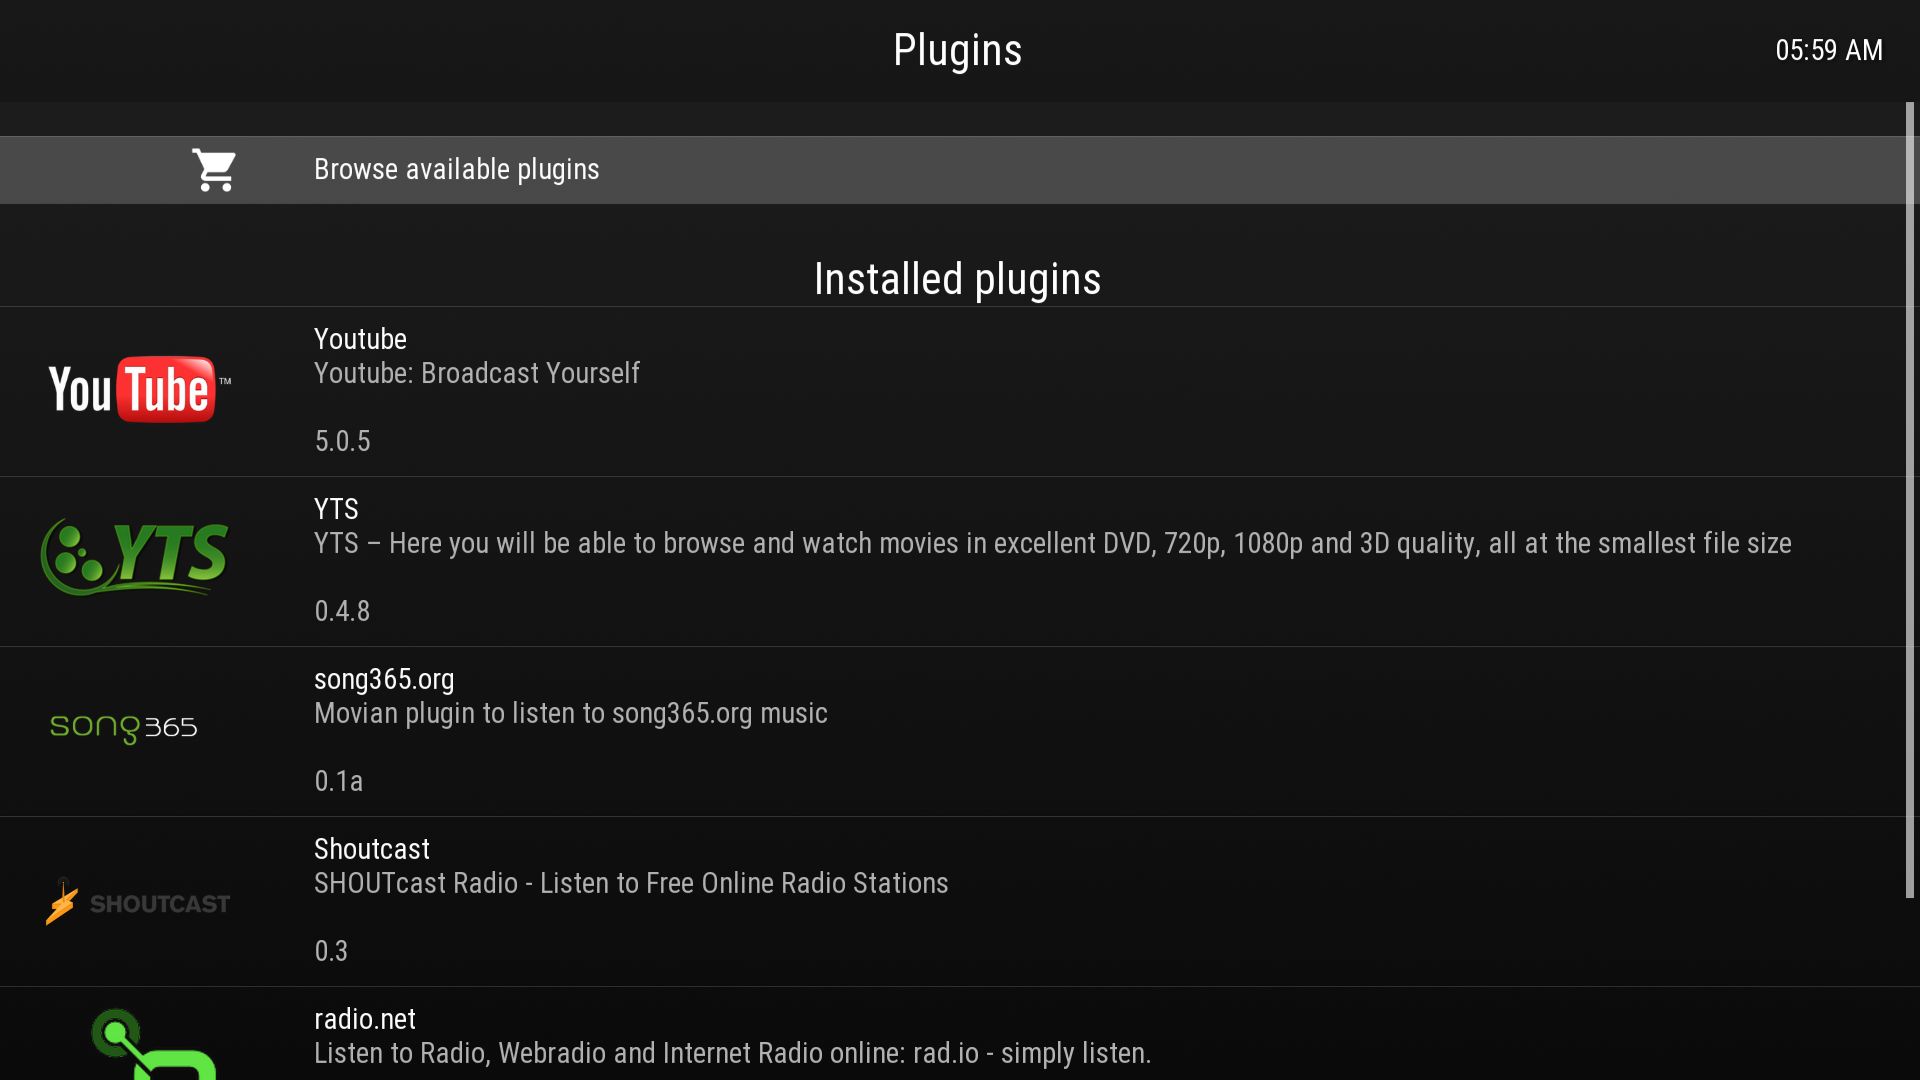 Plugins
05:59 AM
Browse available plugins
Installed plugins
YouTube™
Youtube
Youtube: Broadcast Yourself
5.0.5
YTS
YTS
YTS – Here you will be able to browse and watch movies in excellent DVD, 720p, 1080p and 3D quality, all at the smallest file size
0.4.8
song365
song365.org
Movian plugin to listen to song365.org music
0.1a
SHOUTCAST
Shoutcast
SHOUTcast Radio - Listen to Free Online Radio Stations
0.3
radio.net
Listen to Radio, Webradio and Internet Radio online: rad.io - simply listen.